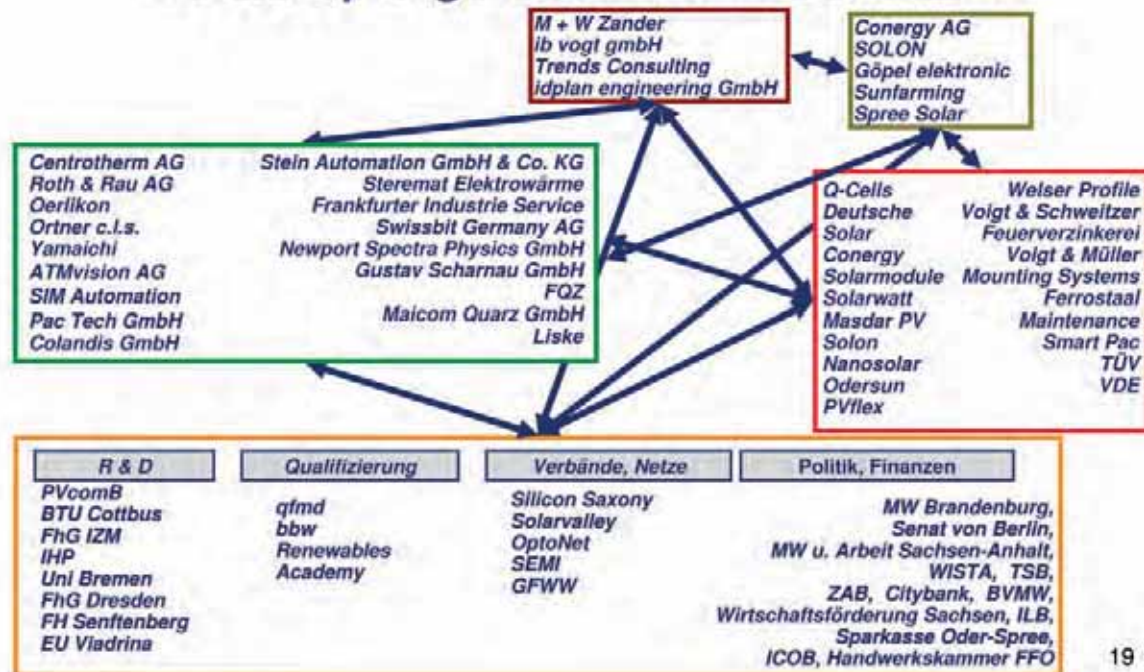 M + W Zander
ib vogt gmbH
Trends Consulting
idplan engineering GmbH
Conergy AG
SOLON
Göpel elektronic
Sunfarming
Spree Solar
Centrotherm AG
Roth & Rau AG
Oerlikon
Ortner c.l.s.
Yamaichi
ATMvision AG
SIM Automation
Pac Tech GmbH
Colandis GmbH
Stein Automation GmbH & Co. KG
Steremat Elektrowärme
Frankfurter Industrie Service
Swissbit Germany AG
Newport Spectra Physics GmbH
Gustav Scharnau GmbH
FQZ
Maicom Quarz GmbH
Liske
Q-Cells
Deutsche
Solar
Conergy
Solarmodule
Solarwatt
Masdar PV
Solon
Nanosolar
Odersun
PVflex
Welser Profile
Voigt & Schweitzer
Feuerverzinkerei
Voigt & Müller
Mounting Systems
Ferrostaal
Maintenance
Smart Pac
TÜV
VDE
R & D
PVcomB
BTU Cottbus
FhG IZM
IHP
Uni Bremen
FhG Dresden
FH Senftenberg
EU Viadrina
Qualifizierung
qfmd
bbw
Renewables
Academy
Verbände, Netze
Silicon Saxony
Solarvalley
OptoNet
SEMI
GFWW
Politik, Finanzen
MW Brandenburg,
Senat von Berlin,
MW u. Arbeit Sachsen-Anhalt,
WISTA, TSB,
ZAB, Citybank, BVMW,
Wirtschaftsförderung Sachsen, ILB,
Sparkasse Oder-Spree,
ICOB, Handwerkskammer FFO
19